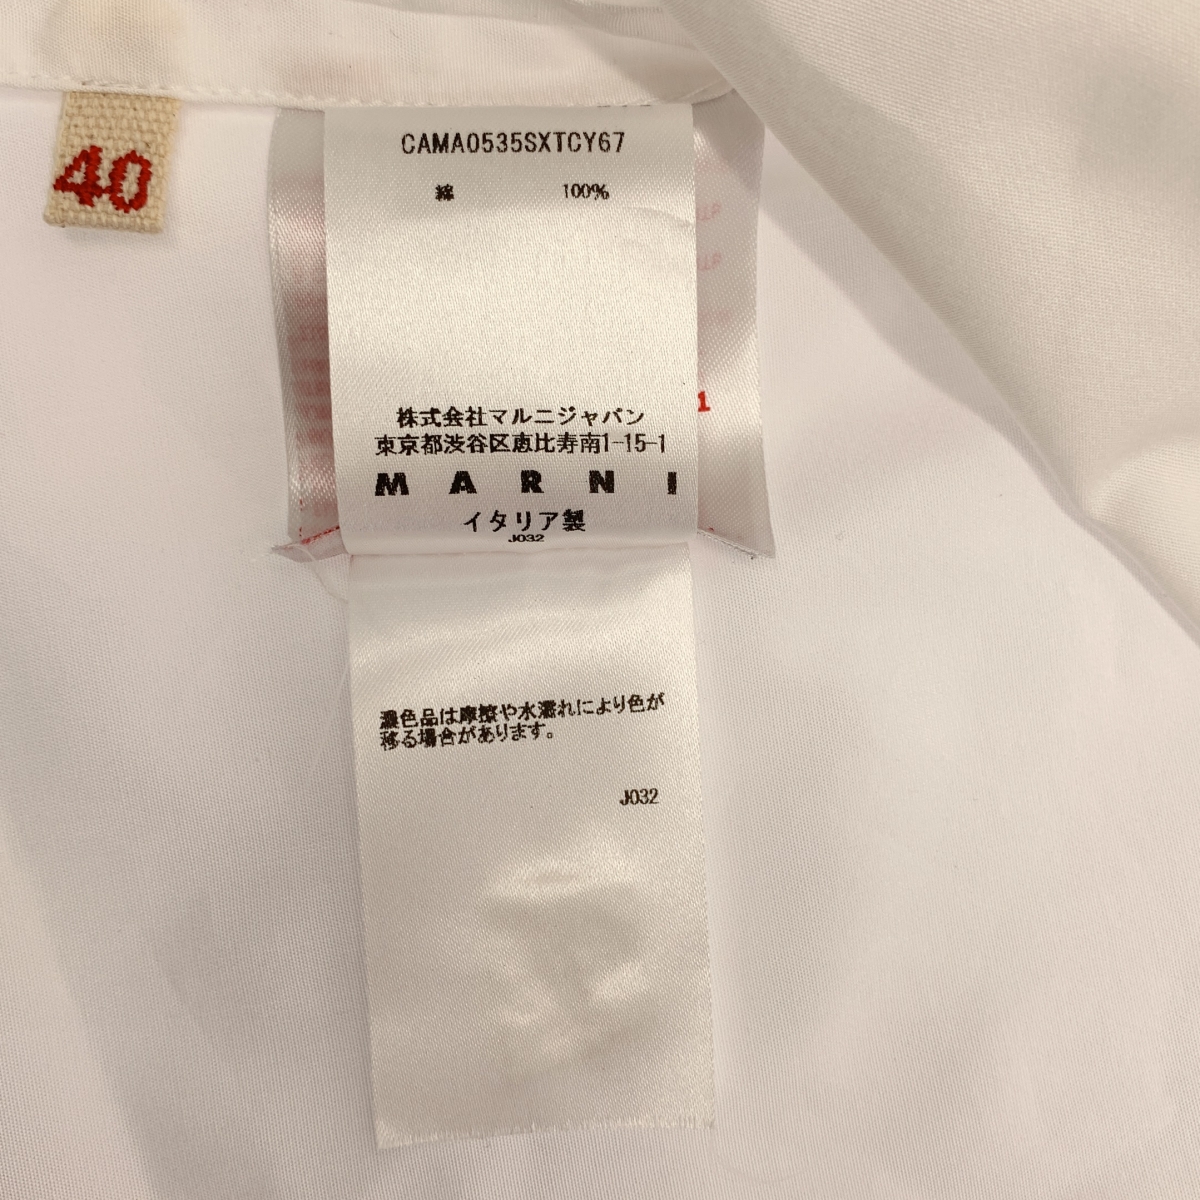 40
CAMA0535SXTCY67
綿 100%
株式会社マルニジャパン
東京都渋谷区恵比寿南1-15-1
MARNI
イタリア製
J032
1
濃色品は摩擦や水濡れにより色が
移る場合があります。
J032